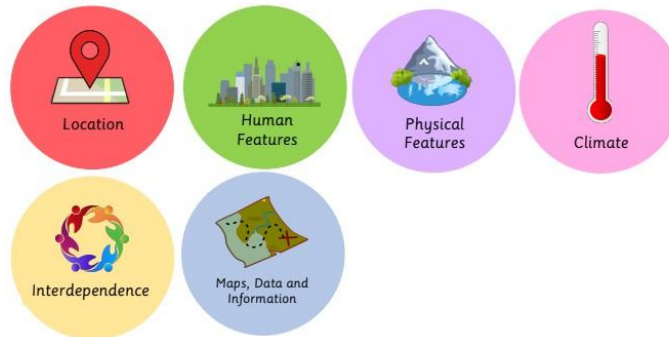 Location
Human
Features
Physical
Features
Climate
Interdependence
Maps, Data and
Information